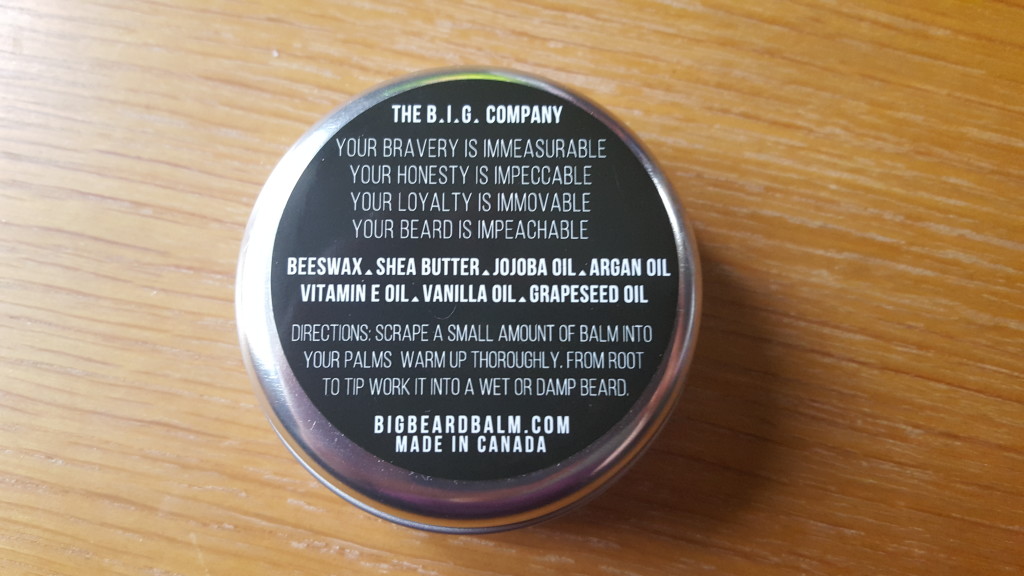 THE B.I.G. COMPANY
YOUR BRAVERY IS IMMEASURABLE
YOUR HONESTY IS IMPECCABLE
YOUR LOYALTY IS IMMOVABLE
YOUR BEARD IS IMPEACHABLE
BEESWAX . SHEA BUTTER . JOJOBA OIL . ARGAN OIL
VITAMIN E OIL . VANILLA OIL . GRAPESEED OIL
DIRECTIONS: SCRAPE A SMALL AMOUNT OF BALM INTO
YOUR PALMS WARM UP THOROUGHLY. FROM ROOT
TO TIP WORK IT INTO A WET OR DAMP BEARD.
BIGBEARDBALM.COM
MADE IN CANADA